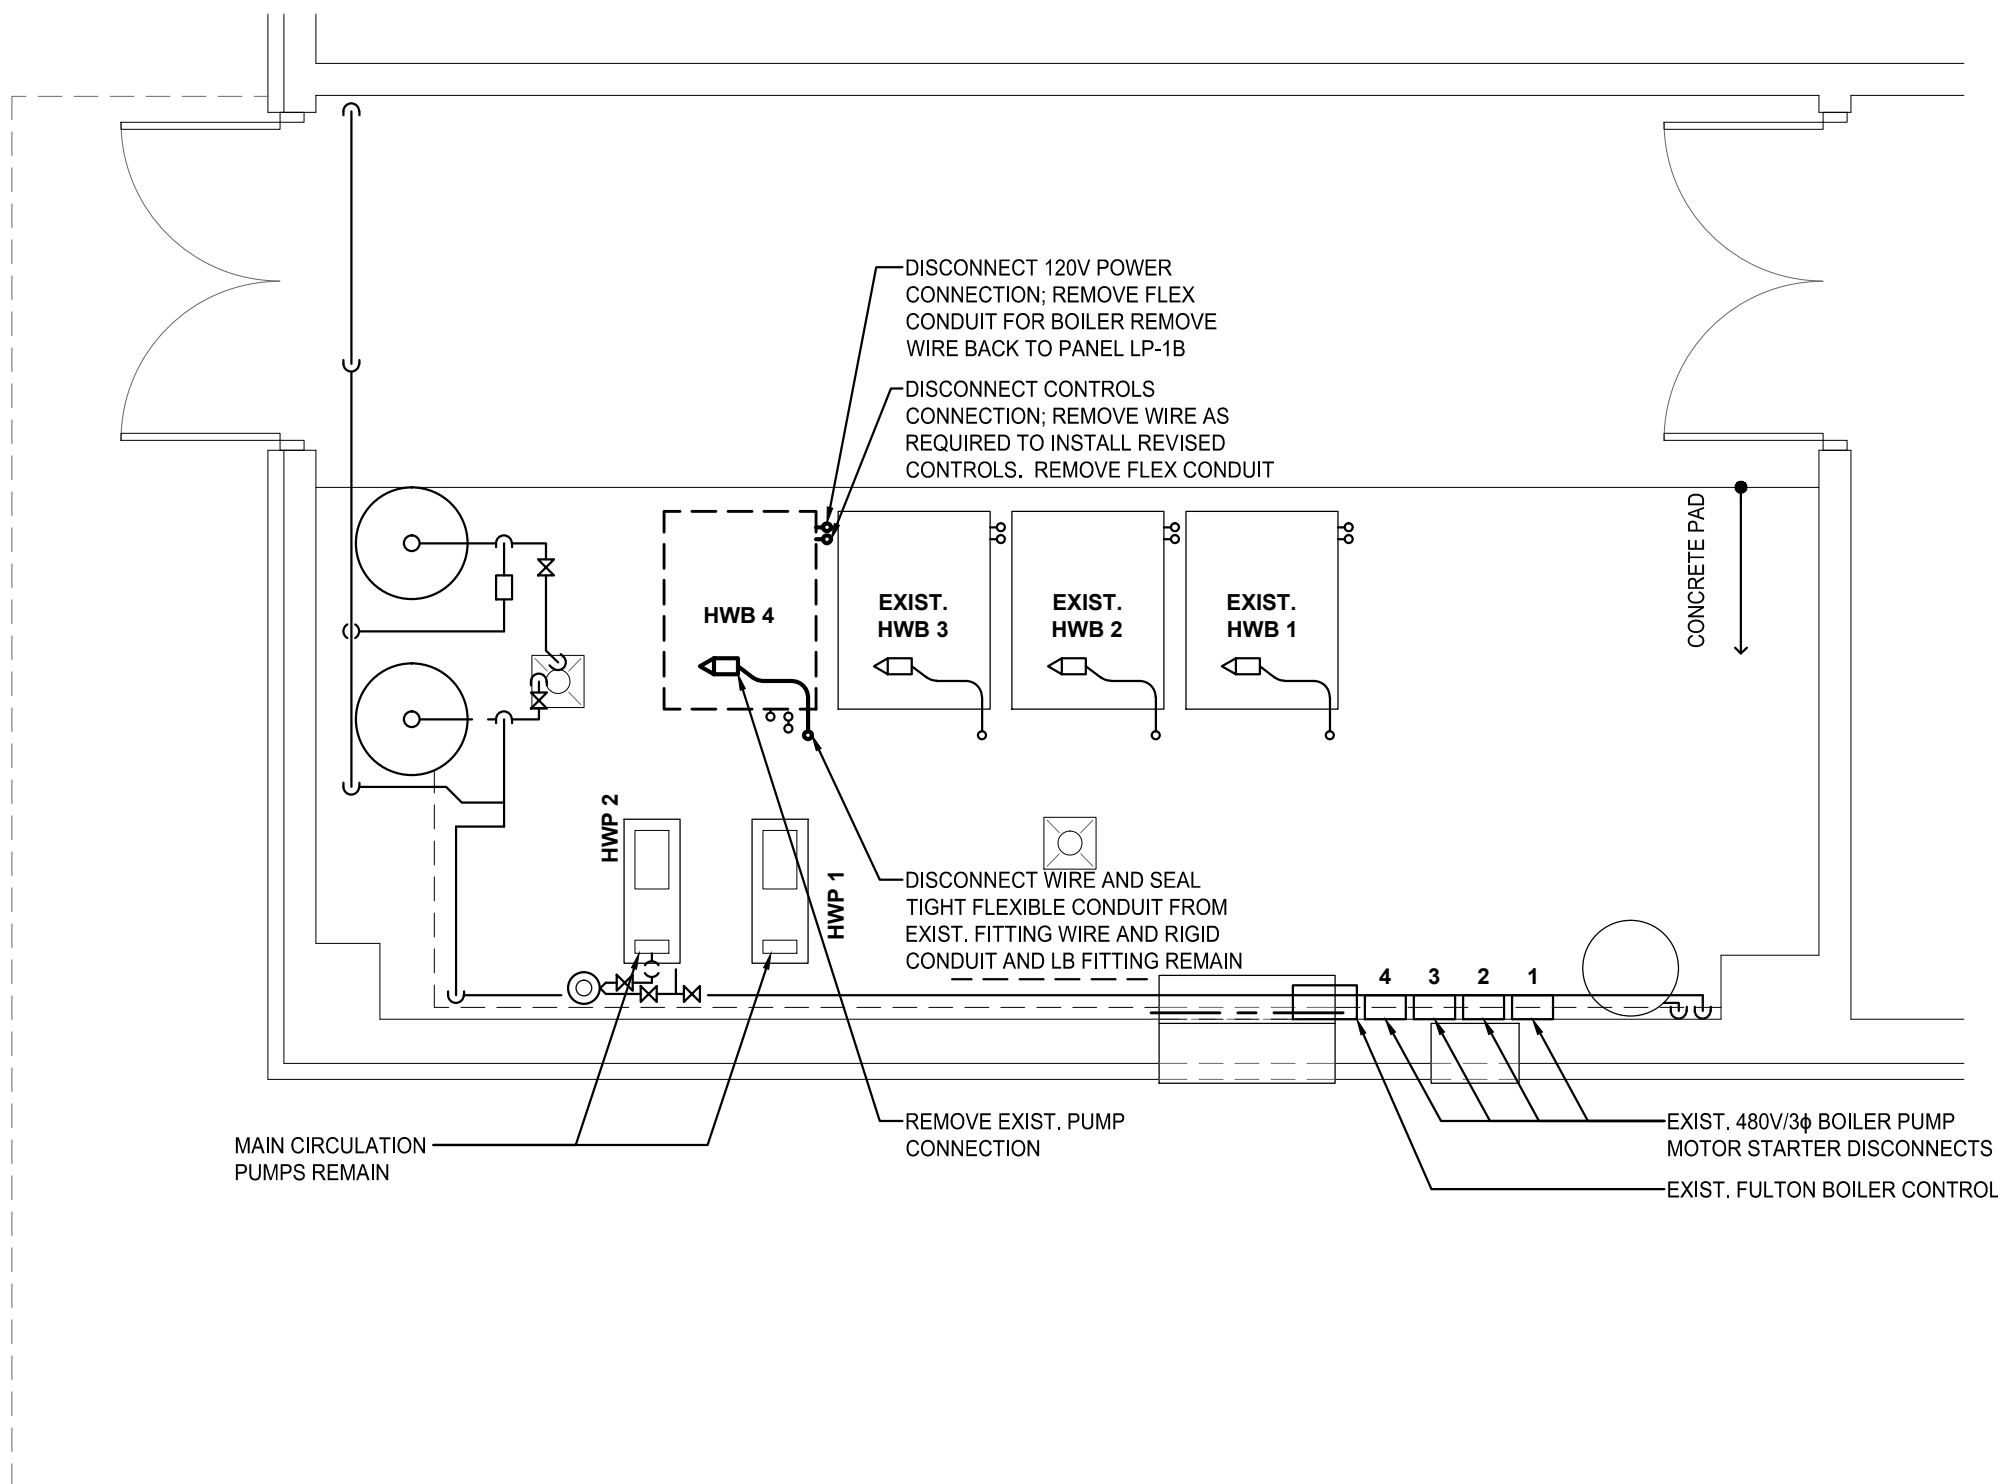 DISCONNECT 120V POWER
CONNECTION; REMOVE FLEX
CONDUIT FOR BOILER REMOVE
WIRE BACK TO PANEL LP-1B
DISCONNECT CONTROLS
CONNECTION; REMOVE WIRE AS
REQUIRED TO INSTALL REVISED
CONTROLS. REMOVE FLEX CONDUIT
CONCRETE PAD
HWB 4
EXIST.
HWB 3
EXIST.
HWB 2
EXIST.
HWB 1
HWP 2
HWP 1
DISCONNECT WIRE AND SEAL
TIGHT FLEXIBLE CONDUIT FROM
EXIST. FITTING WIRE AND RIGID
CONDUIT AND LB FITTING REMAIN
4
3
2
1
MAIN CIRCULATION
PUMPS REMAIN
REMOVE EXIST. PUMP
CONNECTION
EXIST. 480V/3ϕ BOILER PUMP
MOTOR STARTER DISCONNECTS
EXIST. FULTON BOILER CONTROL